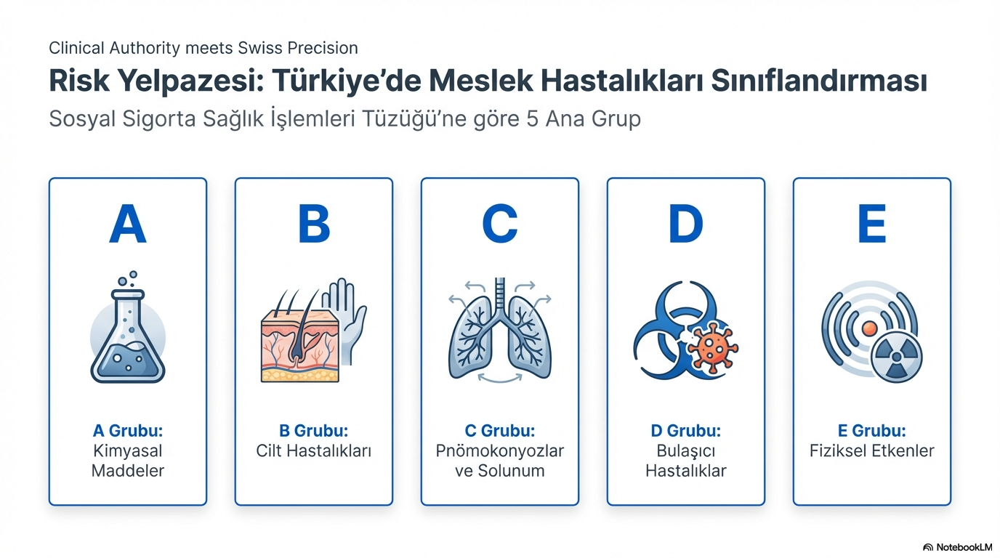 Clinical Authority meets Swiss Precision
Risk Yelpazesi: Türkiye’de Meslek Hastalıkları Sınıflandırması
Sosyal Sigorta Sağlık İşlemleri Tüzüğü’ne göre 5 Ana Grup
A
A Grubu:
Kimyasal
Maddeler
B
B Grubu:
Cilt Hastalıkları
C
C Grubu:
Pnömokonyozlar
ve Solunum
D
D Grubu:
Bulaşıcı
Hastalıklar
E
E Grubu:
Fiziksel Etkenler
NotebookLM